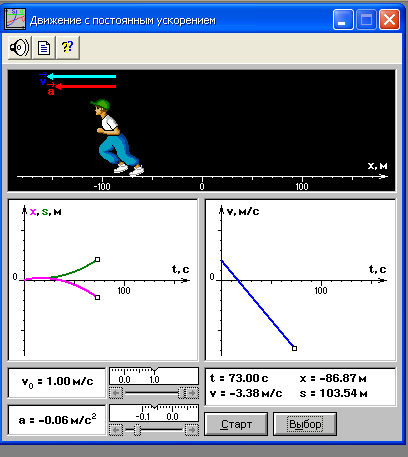 Движение с постоянным ускорением
??
v
a
x, м
-100 0 100
x, s, м
0
100
t, с
v, м/с
0
100
t, с
v0 = 1.00 м/с
0.0 1.0
a = -0.06 м/с²
-0.1 0.0
t = 73.00 с x = -86.87 м
v = -3.38 м/с s = 103.54 м
Старт Выбор